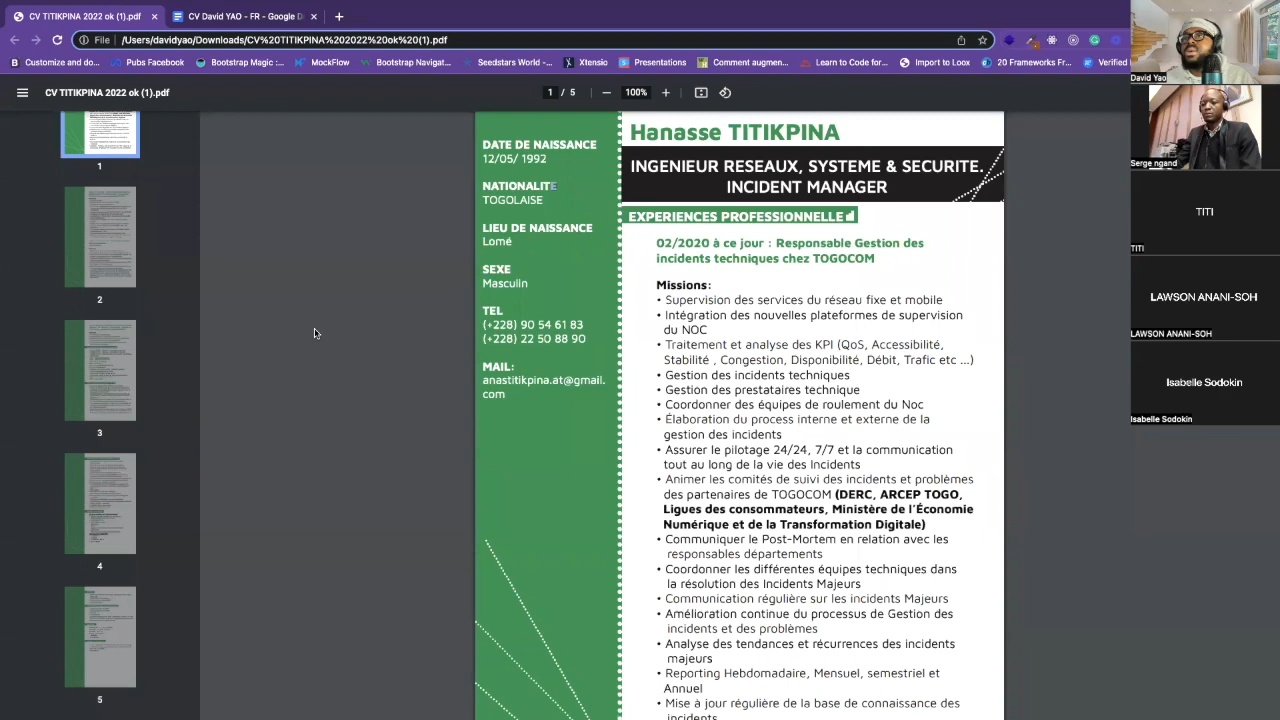 CV TITIKPINA 2022 ok (1).pdf
CV David YAO - FR - Google D
File
/Users/davidyao/Downloads/CV%20TITIKPINA%202022%20ok%20(1).pdf
Customize and do...
Pubs Facebook
Bootstrap Magic :...
MockFlow
Bootstrap Navigat...
Seedstars World -...
Xtensio
Presentations
Comment augmen...
Learn to Code for...
Import to Loox
20 Frameworks Fr...
Verified
CV TITIKPINA 2022 ok (1).pdf
1 / 5
100%
1
2
3
4
5
DATE DE NAISSANCE
12/05/ 1992
NATIONALITE
TOGOLAISE
LIEU DE NAISSANCE
Lomé
SEXE
Masculin
TEL
(+228) 90 54 61 83
(+228) 22 50 88 90
MAIL:
anastitikpina.at@gmail.
com
Hanasse TITIKPINA
INGENIEUR RESEAUX, SYSTEME & SECURITE.
INCIDENT MANAGER
EXPERIENCES PROFESSIONNELLE
02/2020 à ce jour : Responsable Gestion des
incidents techniques chez TOGOCOM
Missions:
• Supervision des services du réseau fixe et mobile
• Intégration des nouvelles plateformes de supervision
du NOC
• Traitement et analyse des KPI (QoS, Accessibilité,
Stabilité , Congestion, Disponibilité, Débit, Trafic etc ...)
• Gestion des incidents techniques
• Gestion des prestataires technique
• Coordonner des équipes de roulement du Noc
• Élaboration du process interne et externe de la
gestion des incidents
• Assurer le pilotage 24/24, 7/7 et la communication
tout au long de la vie des Incidents
• Animer les comités de suivi des incidents et problèmes
des partenaires de TOGOCOM (DERC, ARCEP TOGO,
Ligues des consommateurs, Ministère de l'Économie
Numérique et de la Transformation Digitale)
• Communiquer le Post-Mortem en relation avec les
responsables départements
• Coordonner les différentes équipes techniques dans
la résolution des Incidents Majeurs
• Communication régulière sur les incidents Majeurs
• Amélioration continue du processus de Gestion des
incidents et des problèmes
• Analyse des tendances et récurrences des incidents
majeurs
• Reporting Hebdomadaire, Mensuel, semestriel et
Annuel
• Mise à jour régulière de la base de connaissance des
incidents
David Yao
Serge ngand
TITI
TITI
LAWSON ANANI-SOH
LAWSON ANANI-SOH
Isabelle Sodokin
Isabelle Sodokin